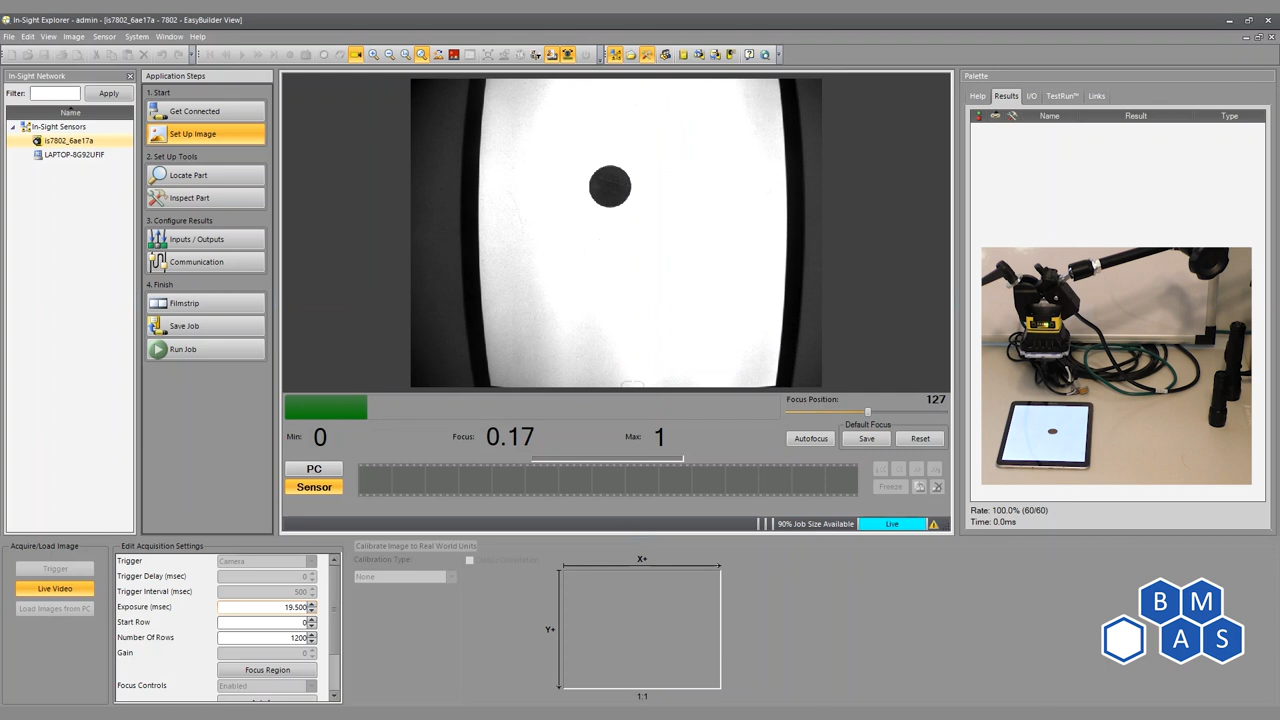 In-Sight Explorer - admin - [is7802_6ae17a - 7802 - EasyBuilder View]
File Edit View Image Sensor System Window Help
In-Sight Network
Filter: Apply
Name
In-Sight Sensors
is7802_6ae17a
LAPTOP-8G92UFIF
Application Steps
1. Start
Get Connected
Set Up Image
2. Set Up Tools
Locate Part
Inspect Part
3. Configure Results
Inputs / Outputs
Communication
4. Finish
Filmstrip
Save Job
Run Job
Focus Position: 127
Min: 0 Focus: 0.17 Max: 1
Autofocus
Default Focus
Save Reset
PC
Sensor
Freeze
90% Job Size Available Live
Palette
Help Results I/O TestRun™ Links
Name Result Type
Rate: 100.0% (60/60)
Time: 0.0ms
Acquire/Load Image
Trigger
Live Video
Load Images from PC
Edit Acquisition Settings
Trigger Camera
Trigger Delay (msec) 0
Trigger Interval (msec) 500
Exposure (msec) 19.500
Start Row 0
Number Of Rows 1200
Gain 0
Focus Region
Focus Controls Enabled
Calibrate Image to Real World Units
Calibration Type:
None
X+
Y+
1:1
B M
A S